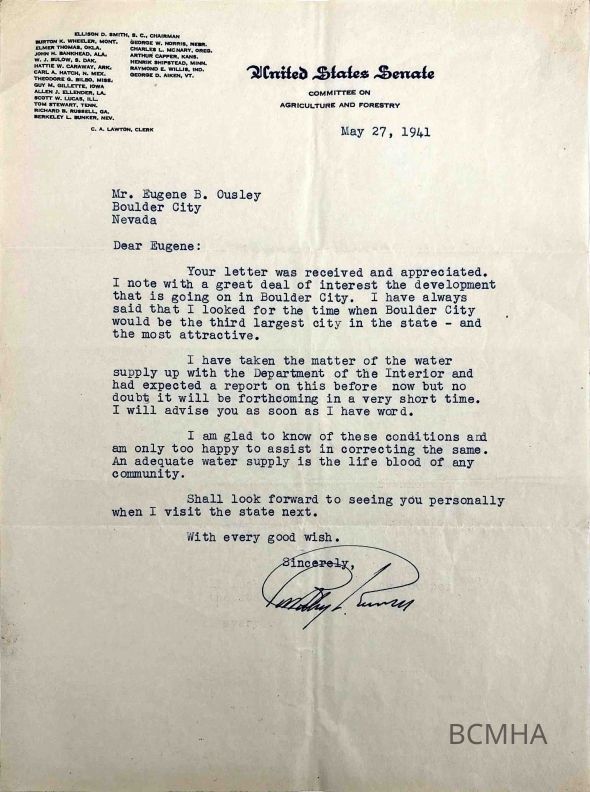 ELLISON D. SMITH, S. C., CHAIRMAN
BURTON K. WHEELER, MONT.
ELMER THOMAS, OKLA.
JOHN H. BANKHEAD, ALA.
W. J. BULOW, S. DAK.
HATTIE W. CARAWAY, ARK.
CARL A. HATCH, N. MEX.
THEODORE G. BILBO, MISS.
GUY M. GILLETTE, IOWA
ALLEN J. ELLENDER, LA.
SCOTT W. LUCAS, ILL.
TOM STEWART, TENN.
RICHARD B. RUSSELL, GA.
BERKELEY L. BUNKER, NEV.
GEORGE W. NORRIS, NEBR.
CHARLES L. MCNARY, OREG.
ARTHUR CAPPER, KANS.
HENRIK SHIPSTEAD, MINN.
RAYMOND E. WILLIS, IND.
GEORGE D. AIKEN, VT.
C. A. LAWTON, CLERK
United States Senate
COMMITTEE ON
AGRICULTURE AND FORESTRY
May 27, 1941
Mr. Eugene B. Ousley
Boulder City
Nevada
Dear Eugene:
Your letter was received and appreciated.
I note with a great deal of interest the development
that is going on in Boulder City. I have always
said that I looked for the time when Boulder City
would be the third largest city in the state - and
the most attractive.
I have taken the matter of the water
supply up with the Department of the Interior and
had expected a report on this before now but no
doubt it will be forthcoming in a very short time.
I will advise you as soon as I have word.
I am glad to know of these conditions and
am only too happy to assist in correcting the same.
An adequate water supply is the life blood of any
community.
Shall look forward to seeing you personally
when I visit the state next.
With every good wish.
Sincerely,
BCMHA